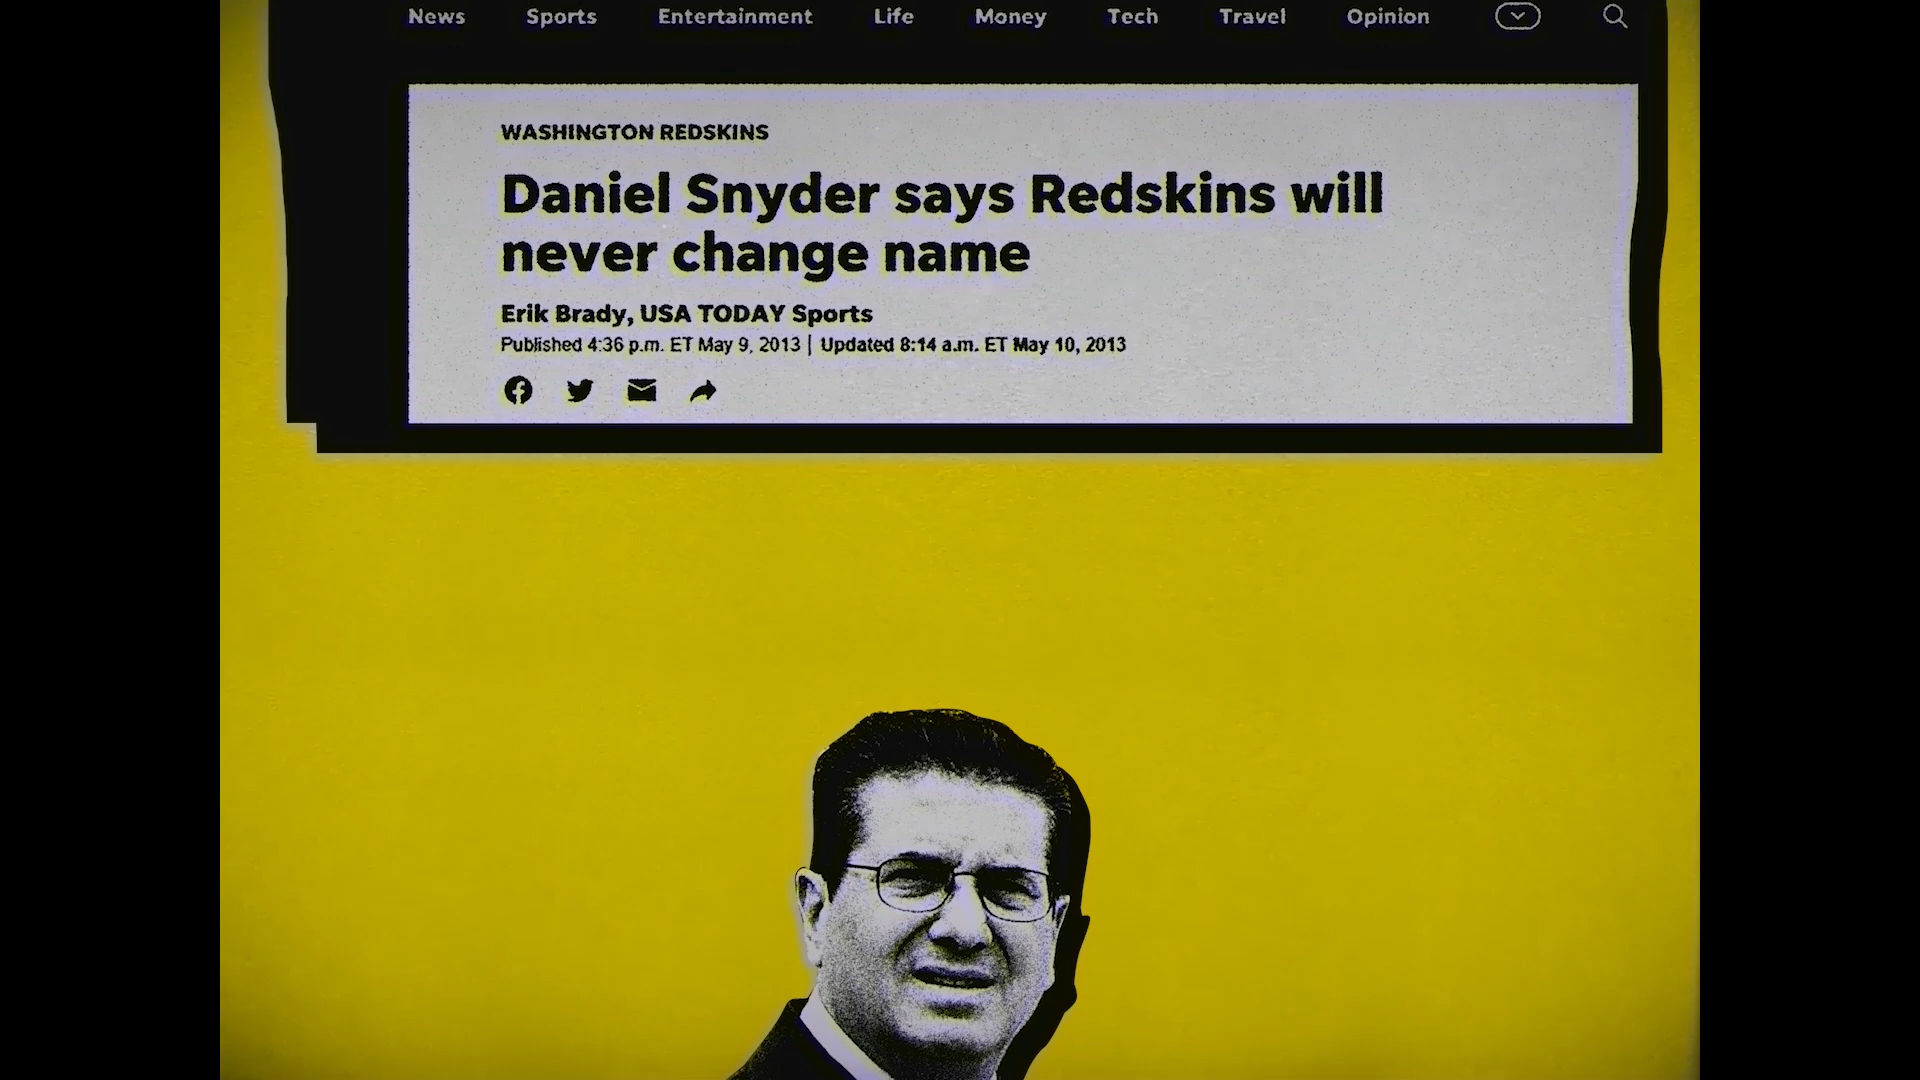 News Sports Entertainment Life Money Tech Travel Opinion
WASHINGTON REDSKINS
Daniel Snyder says Redskins will
never change name
Erik Brady, USA TODAY Sports
Published 4:36 p.m. ET May 9, 2013 | Updated 8:14 a.m. ET May 10, 2013